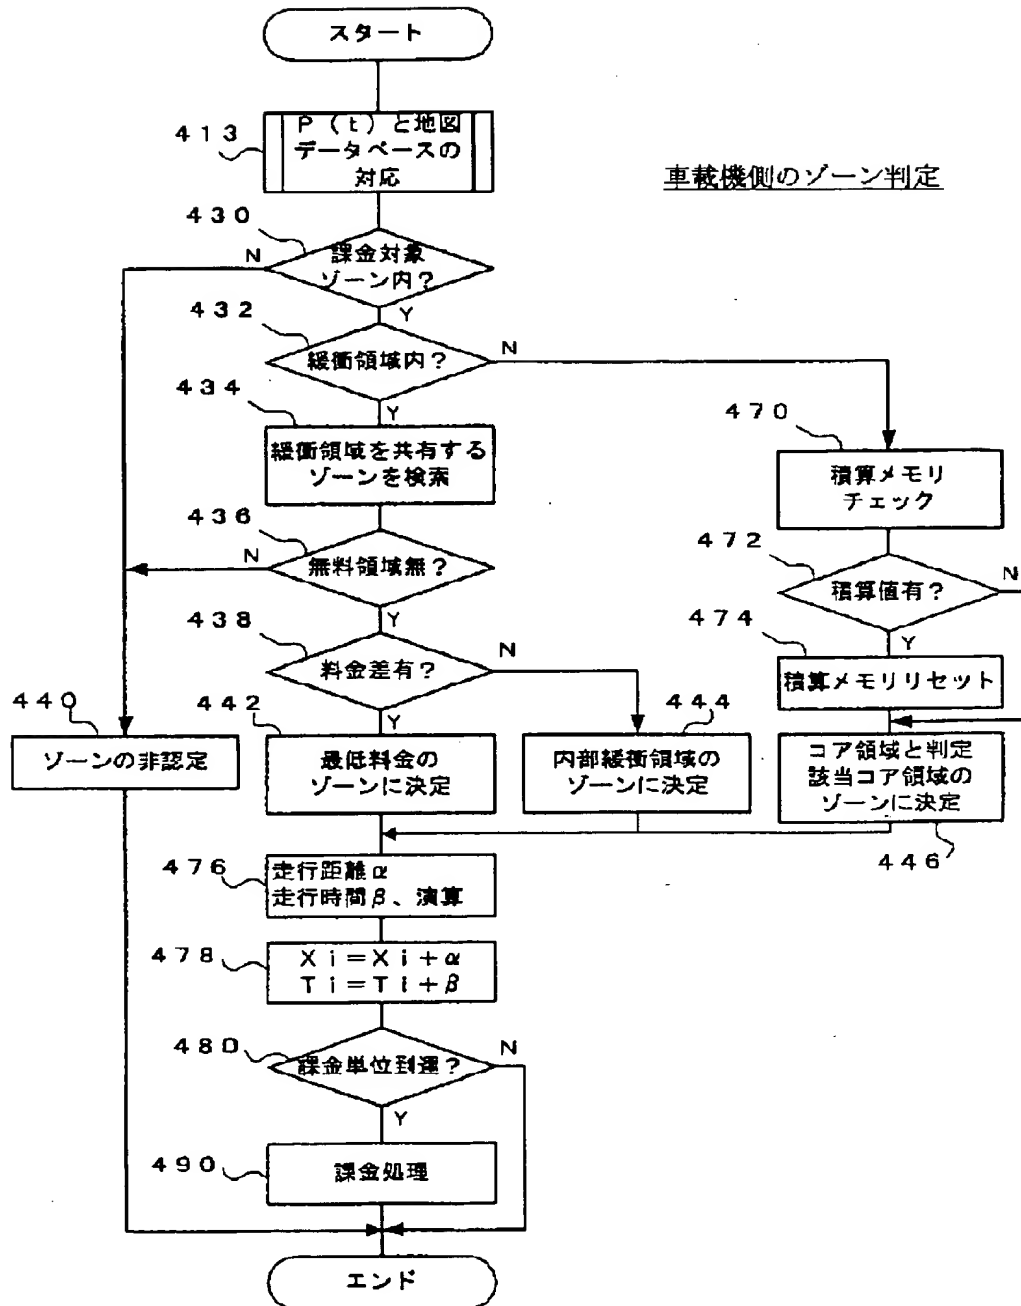 スタート
413
P(t)と地図
データベースの
対応
車載機側のゾーン判定
430
課金対象
ゾーン内?
N
Y
432
緩衝領域内?
N
Y
434
緩衝領域を共有する
ゾーンを検索
470
積算メモリ
チェック
436
無料領域無?
N
Y
472
積算値有?
N
Y
438
料金差有?
N
Y
474
積算メモリリセット
440
ゾーンの非認定
442
最低料金の
ゾーンに決定
444
内部緩衝領域の
ゾーンに決定
コア領域と判定
該当コア領域の
ゾーンに決定
446
476
走行距離α
走行時間β、演算
478
Xi=Xi+α
Ti=Ti+β
480
課金単位到達?
N
Y
490
課金処理
エンド